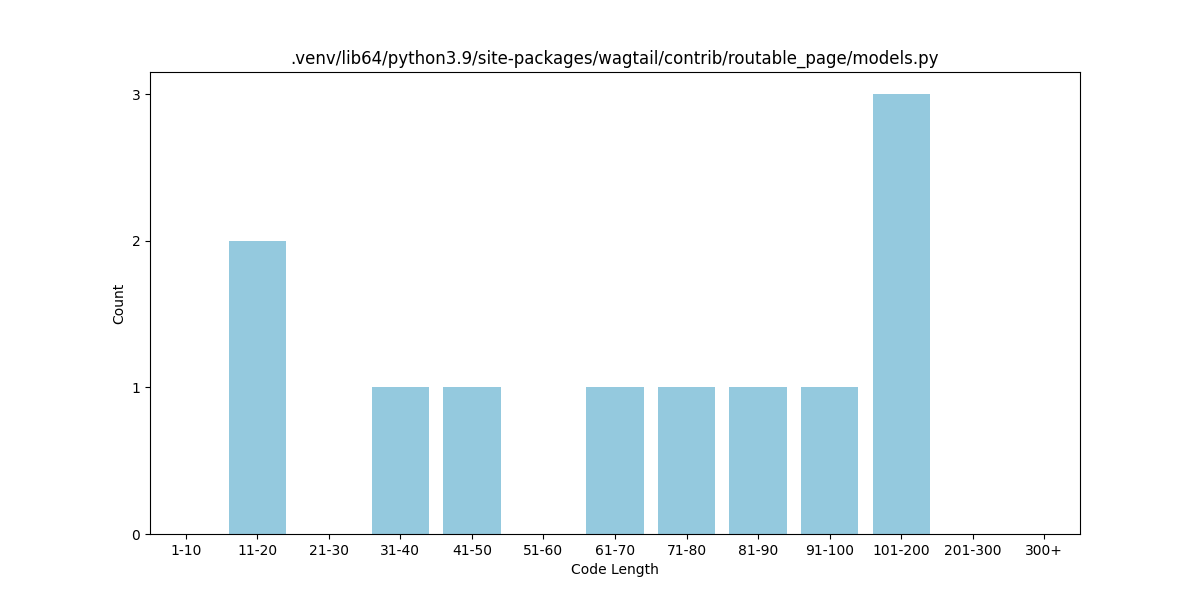 .venv/lib64/python3.9/site-packages/wagtail/contrib/routable_page/models.py
3
2
1
0
Count
1-10 11-20 21-30 31-40 41-50 51-60 61-70 71-80 81-90 91-100 101-200 201-300 300+
Code Length